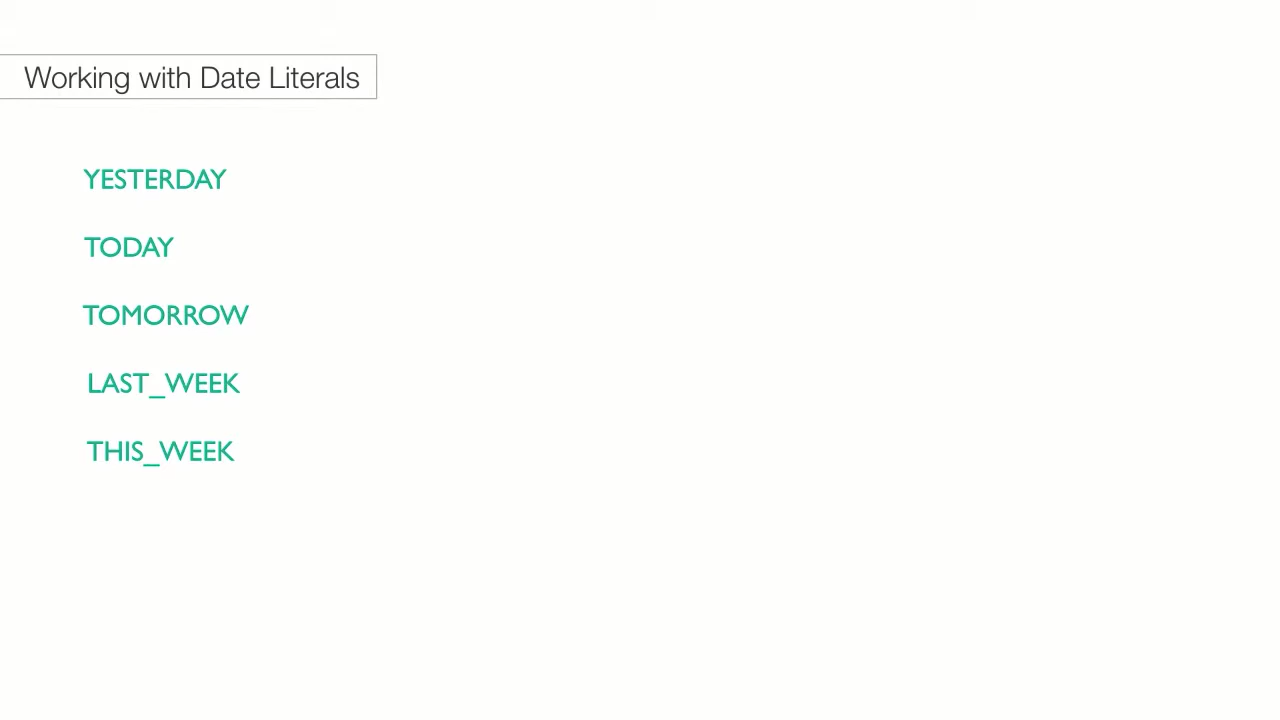 Working with Date Literals
YESTERDAY
TODAY
TOMORROW
LAST_WEEK
THIS_WEEK